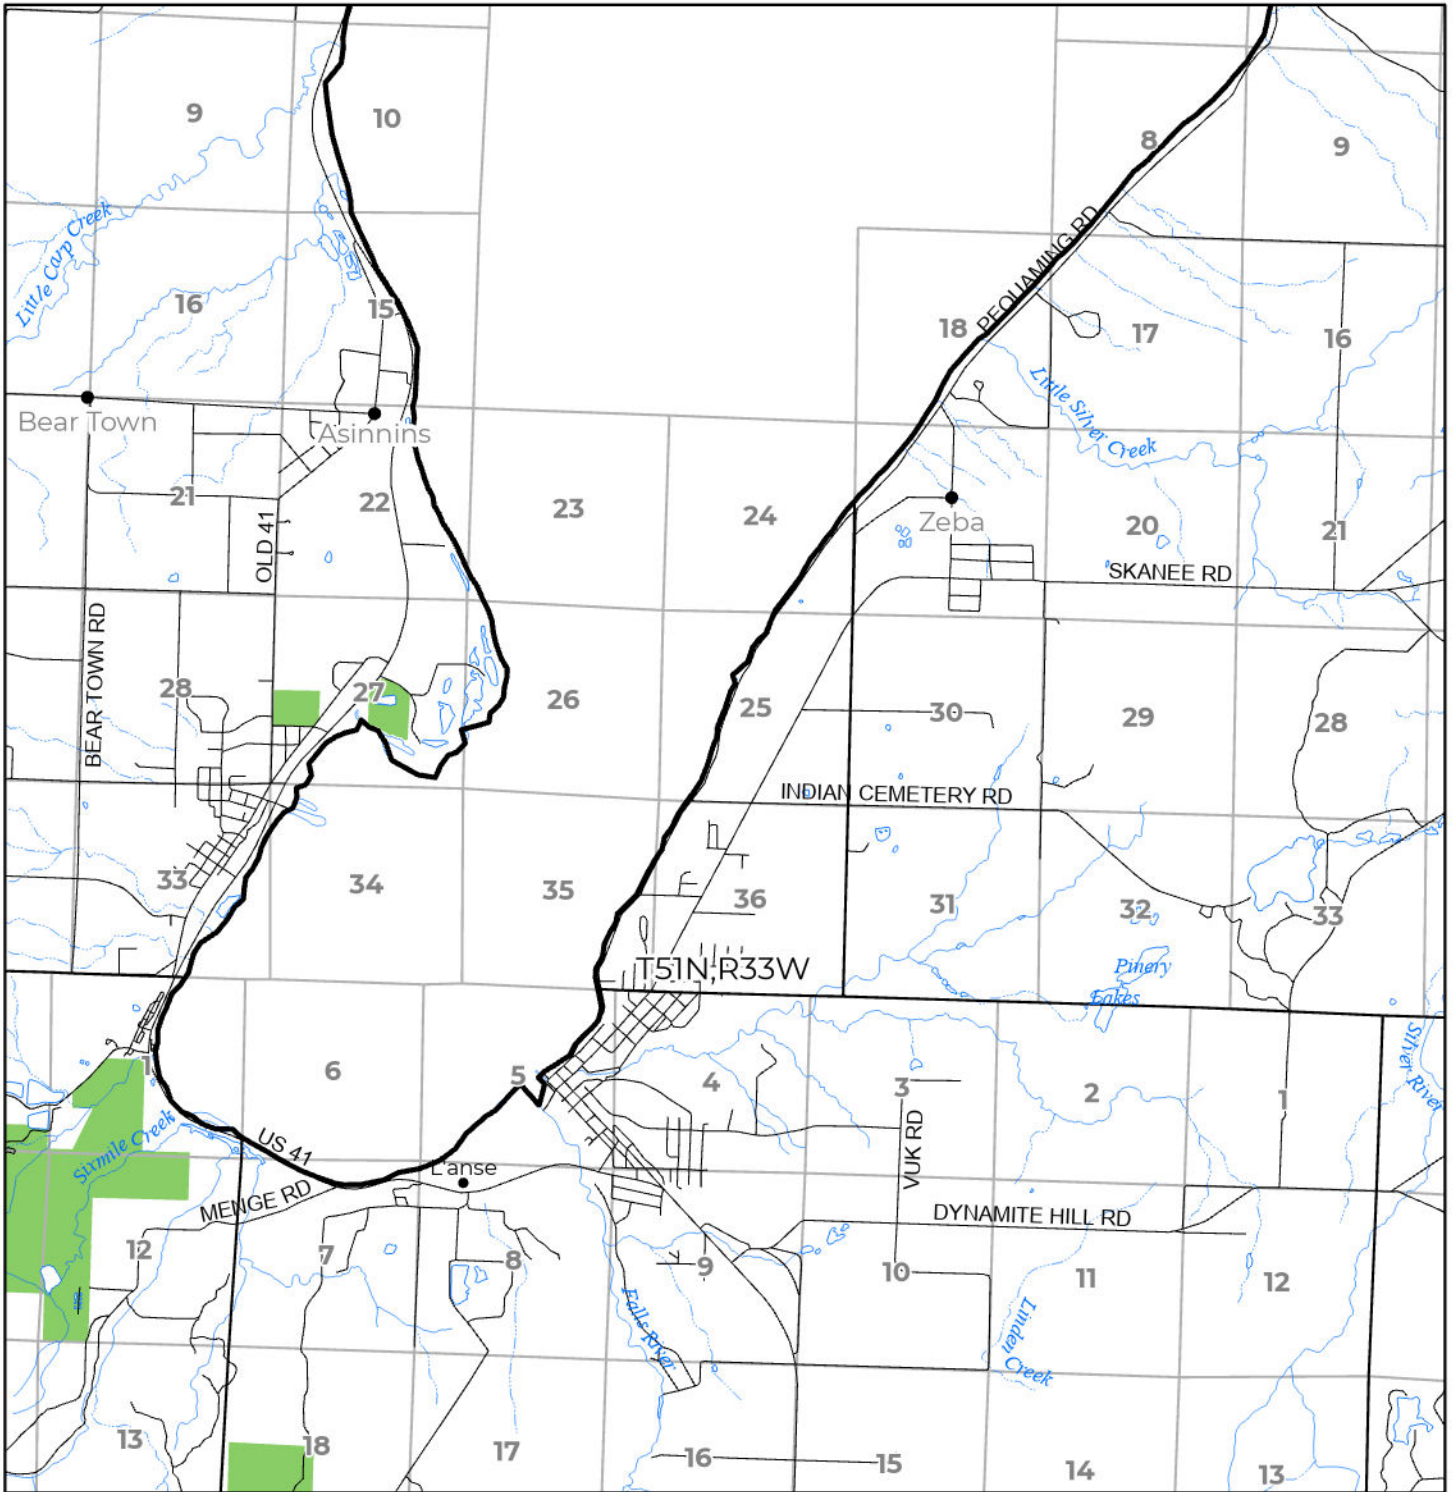 9
10
8
9
Little Carp Creek
PEQUAMING RD
16
15
18
17
16
Little Silver Creek
Bear Town
Asinnins
21
22
23
24
Zeba
20
21
OLD 41
SKANEE RD
BEAR TOWN RD
28
27
26
25
30
29
28
INDIAN CEMETERY RD
33
34
35
36
31
32
33
T51N,R33W
Pinery
Lakes
1
6
5
4
3
2
1
Silver River
Sixmile Creek
US 41
L'anse
VUK RD
MENGE RD
DYNAMITE HILL RD
12
7
8
9
10
11
12
Falls River
Linden
Creek
13
18
17
16
15
14
13